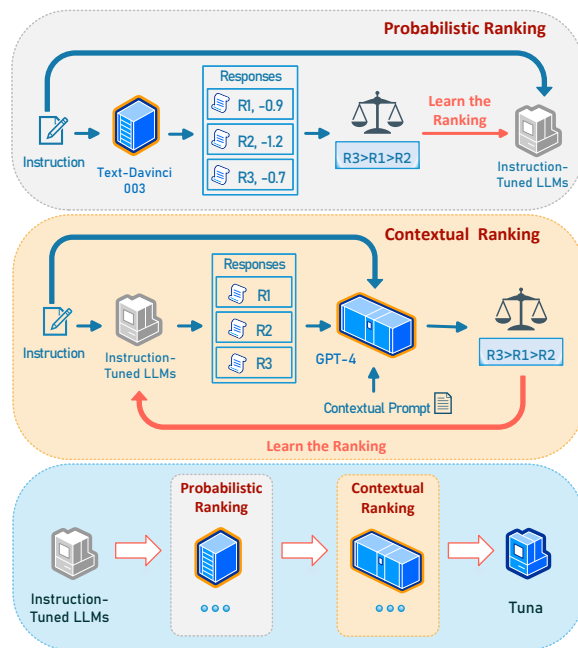 Probabilistic Ranking
Responses
R1, -0.9
R2, -1.2
R3, -0.7
Instruction
Text-Davinci
003
R3>R1>R2
Learn the
Ranking
Instruction-
Tuned LLMs
Contextual Ranking
Responses
R1
R2
R3
Instruction
Instruction-
Tuned LLMs
GPT-4
R3>R1>R2
Contextual Prompt
Learn the Ranking
Probabilistic
Ranking
Contextual
Ranking
Instruction-
Tuned LLMs
Tuna